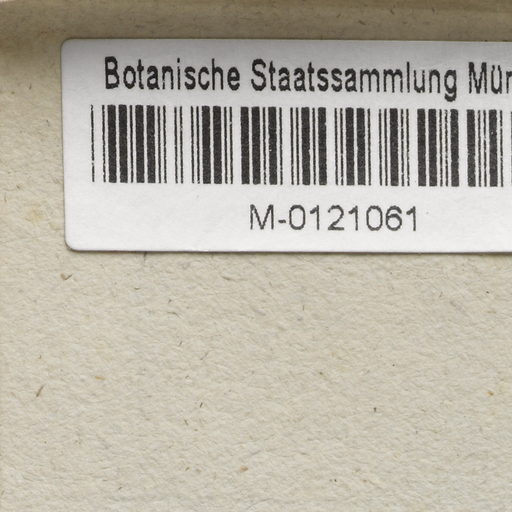 Botanische Staatssammlung Mün
M-0121061